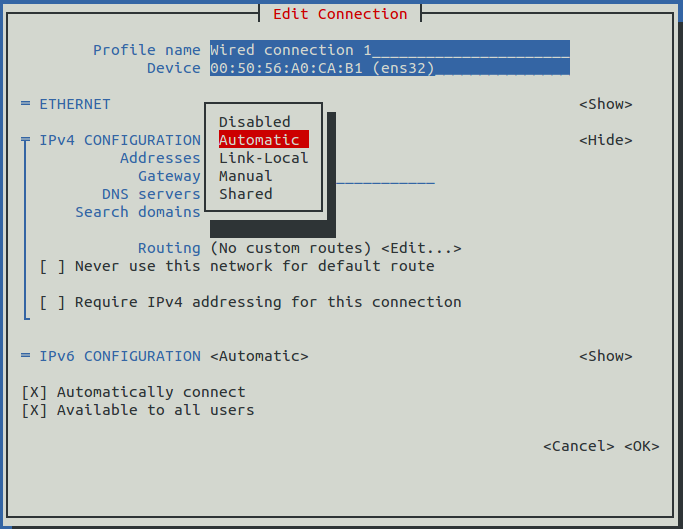 Edit Connection
Profile name Wired connection 1
Device 00:50:56:A0:CA:B1 (ens32)
= ETHERNET <Show>
Disabled
= IPv4 CONFIGURATION Automatic <Hide>
Addresses Link-Local
Gateway Manual
DNS servers Shared
Search domains
Routing (No custom routes) <Edit...>
[ ] Never use this network for default route
[ ] Require IPv4 addressing for this connection
= IPv6 CONFIGURATION <Automatic> <Show>
[X] Automatically connect
[X] Available to all users
<Cancel> <OK>